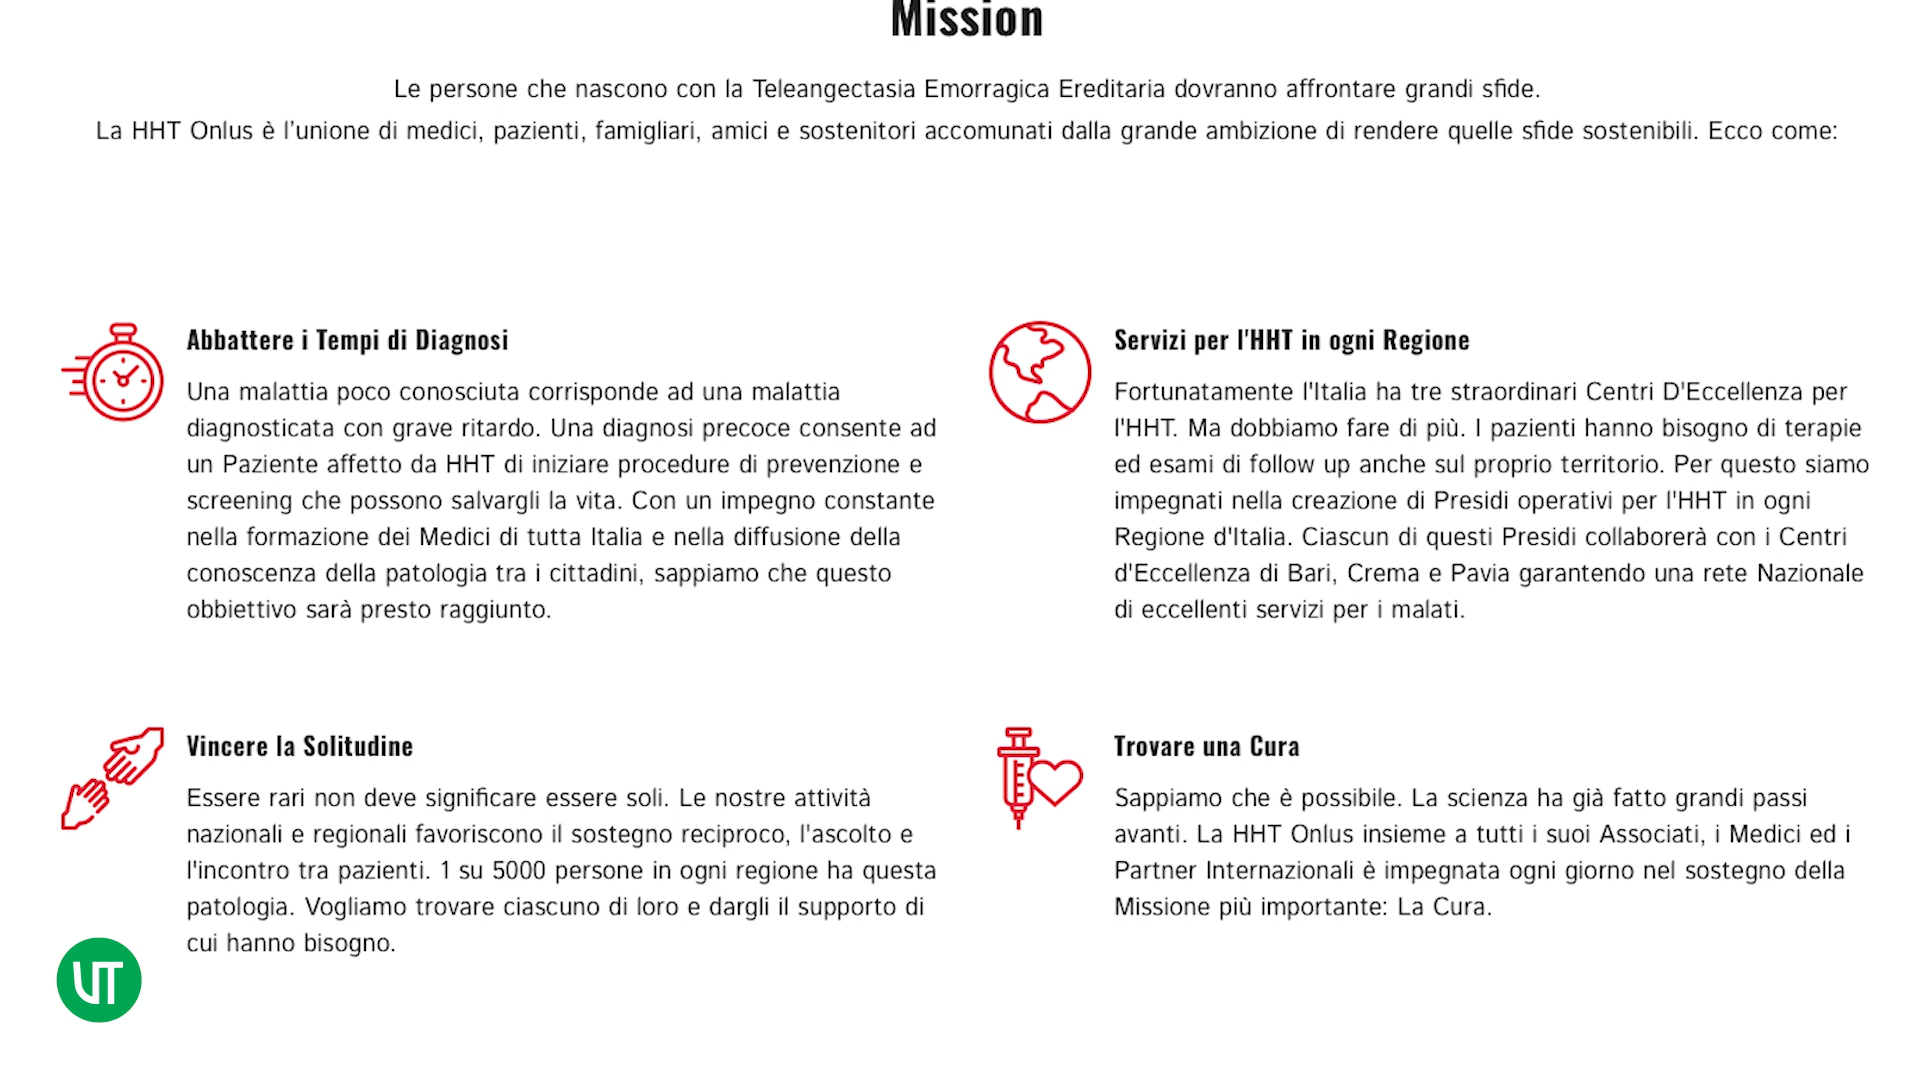 Mission
Le persone che nascono con la Teleangectasia Emorragica Ereditaria dovranno affrontare grandi sfide.
La HHT Onlus è l’unione di medici, pazienti, famigliari, amici e sostenitori accomunati dalla grande ambizione di rendere quelle sfide sostenibili. Ecco come:
Abbattere i Tempi di Diagnosi
Una malattia poco conosciuta corrisponde ad una malattia
diagnosticata con grave ritardo. Una diagnosi precoce consente ad
un Paziente affetto da HHT di iniziare procedure di prevenzione e
screening che possono salvargli la vita. Con un impegno constante
nella formazione dei Medici di tutta Italia e nella diffusione della
conoscenza della patologia tra i cittadini, sappiamo che questo
obbiettivo sarà presto raggiunto.
Servizi per l'HHT in ogni Regione
Fortunatamente l'Italia ha tre straordinari Centri D'Eccellenza per
l'HHT. Ma dobbiamo fare di più. I pazienti hanno bisogno di terapie
ed esami di follow up anche sul proprio territorio. Per questo siamo
impegnati nella creazione di Presidi operativi per l'HHT in ogni
Regione d'Italia. Ciascun di questi Presidi collaborerà con i Centri
d'Eccellenza di Bari, Crema e Pavia garantendo una rete Nazionale
di eccellenti servizi per i malati.
Vincere la Solitudine
Essere rari non deve significare essere soli. Le nostre attività
nazionali e regionali favoriscono il sostegno reciproco, l'ascolto e
l'incontro tra pazienti. 1 su 5000 persone in ogni regione ha questa
patologia. Vogliamo trovare ciascuno di loro e dargli il supporto di
cui hanno bisogno.
Trovare una Cura
Sappiamo che è possibile. La scienza ha già fatto grandi passi
avanti. La HHT Onlus insieme a tutti i suoi Associati, i Medici ed i
Partner Internazionali è impegnata ogni giorno nel sostegno della
Missione più importante: La Cura.
UT